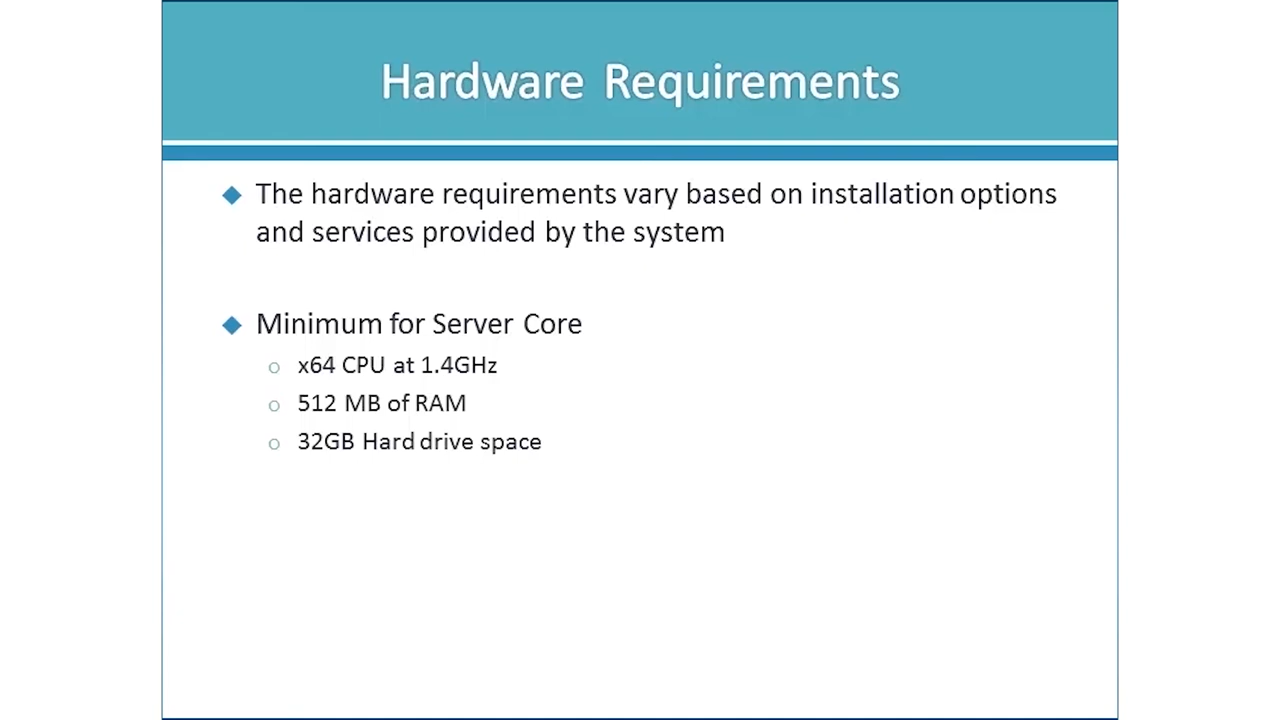 Hardware Requirements
The hardware requirements vary based on installation options
and services provided by the system
Minimum for Server Core
x64 CPU at 1.4GHz
512 MB of RAM
32GB Hard drive space